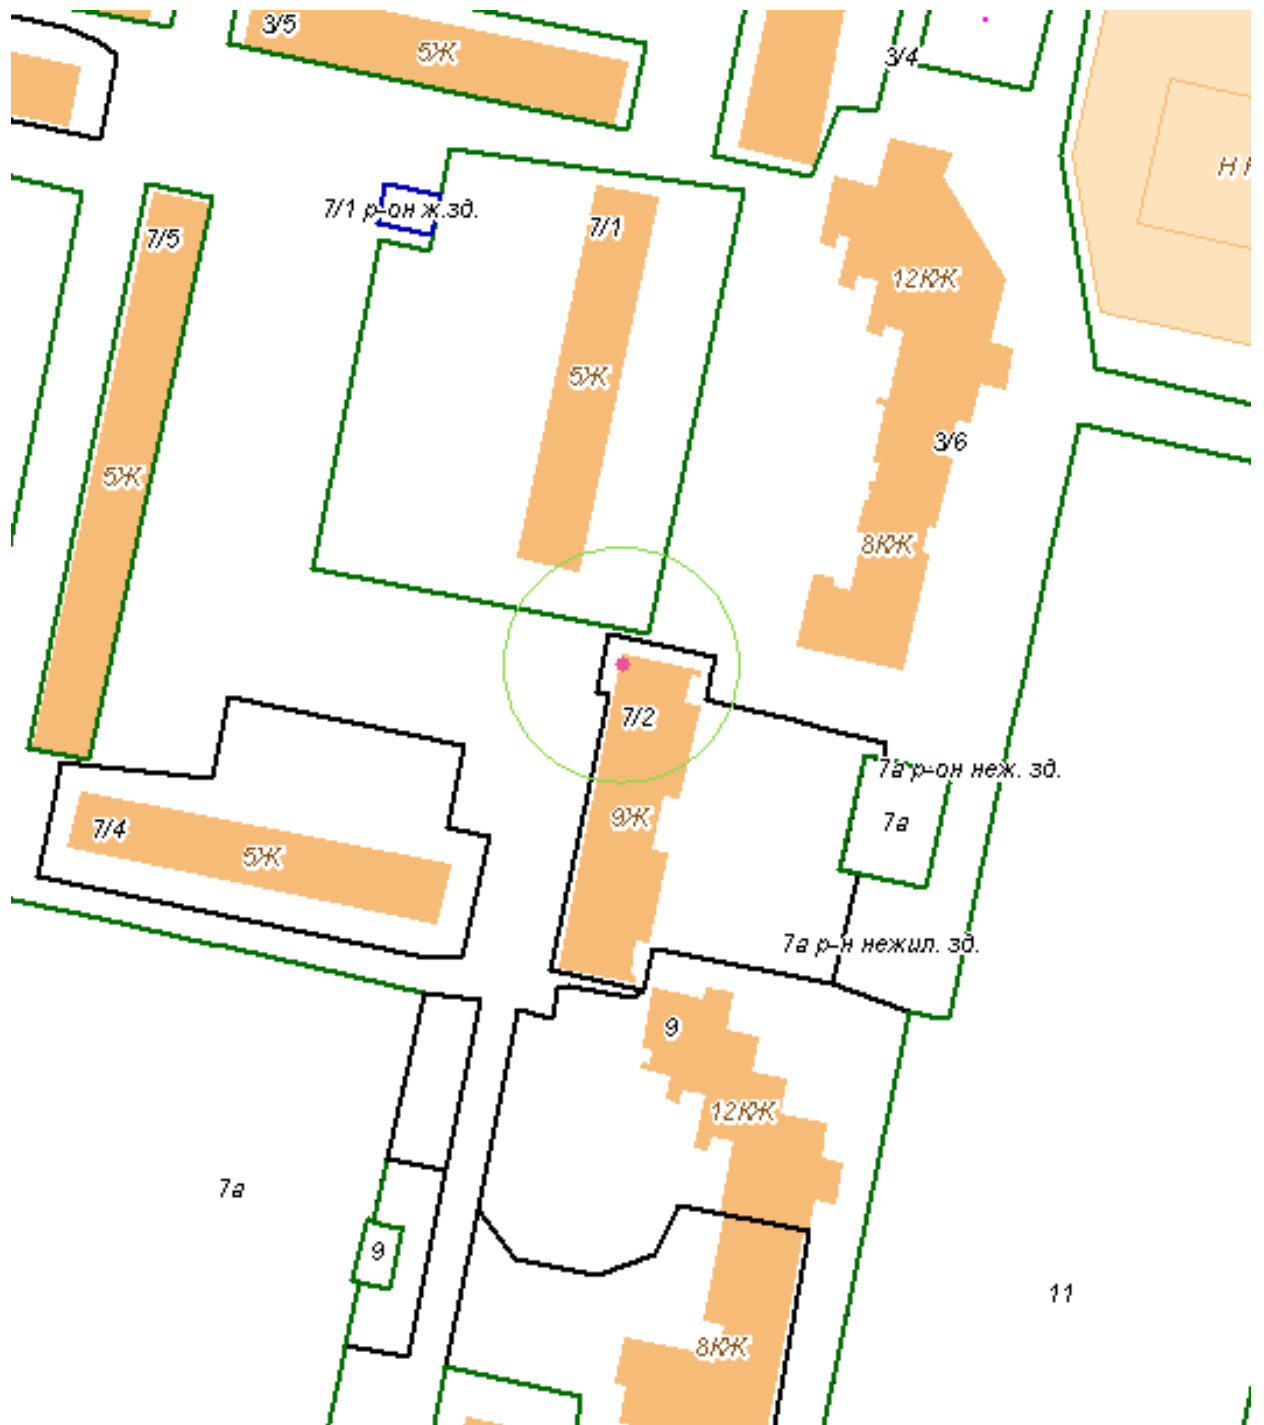 3/5
5Ж
3/4
7/1 р-он ж.зд.
7/1
7/5
12КЖ
5Ж
3/6
5Ж
8КЖ
7/2
7а р-он неж. зд.
9Ж
7а
7/4
5Ж
7а р-н нежил. зд.
9
12КЖ
7а
9
11
8КЖ